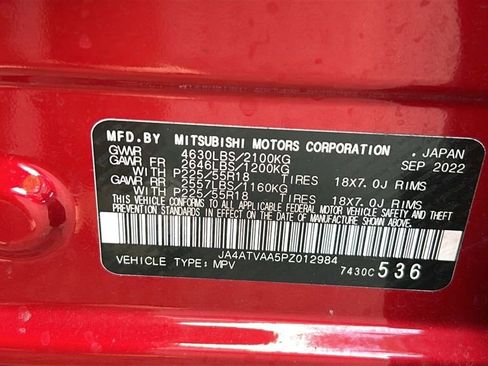 MFD.BY MITSUBISHI MOTORS CORPORATION , JAPAN
GVWR 4630LBS/2100KG SEP 2022
GAWR FR 2646LBS/1200KG
WITH P225/55R18 TIRES 18X7.0J RIMS
GAWR RR 2557LBS/1160KG
WITH P225/55R18 TIRES 18X7.0J RIMS
THIS VEHICLE CONFORMS TO ALL APPLICABLE FEDERAL MOTOR VEHICLE SAFETY AND THEFT
PREVENTION STANDARDS IN EFFECT ON THE DATE OF MANUFACTURE SHOWN ABOVE.
JA4ATVAA5PZ012984
VEHICLE TYPE: MPV 7430C 536